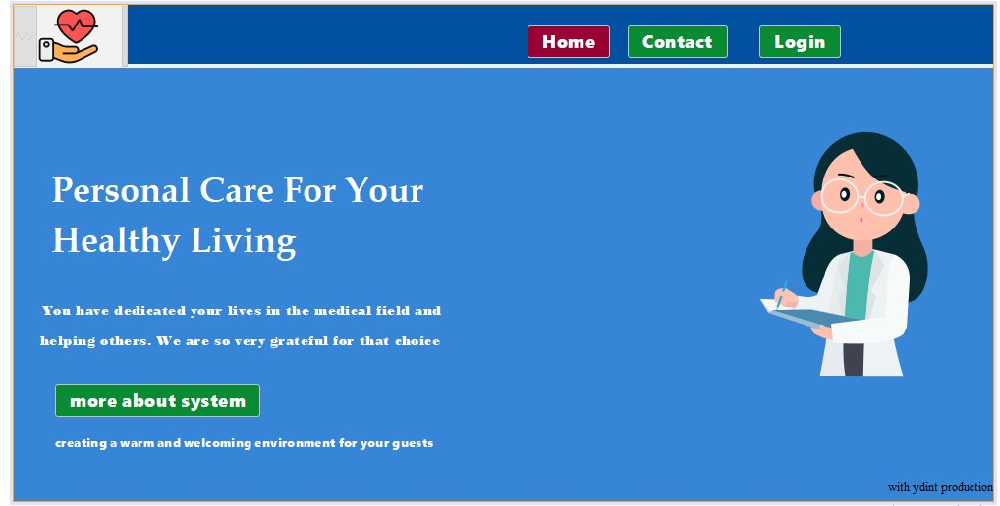 Home
Contact
Login
Personal Care For Your
Healthy Living
You have dedicated your lives in the medical field and
helping others. We are so very grateful for that choice
more about system
creating a warm and welcoming environment for your guests
with ydint production